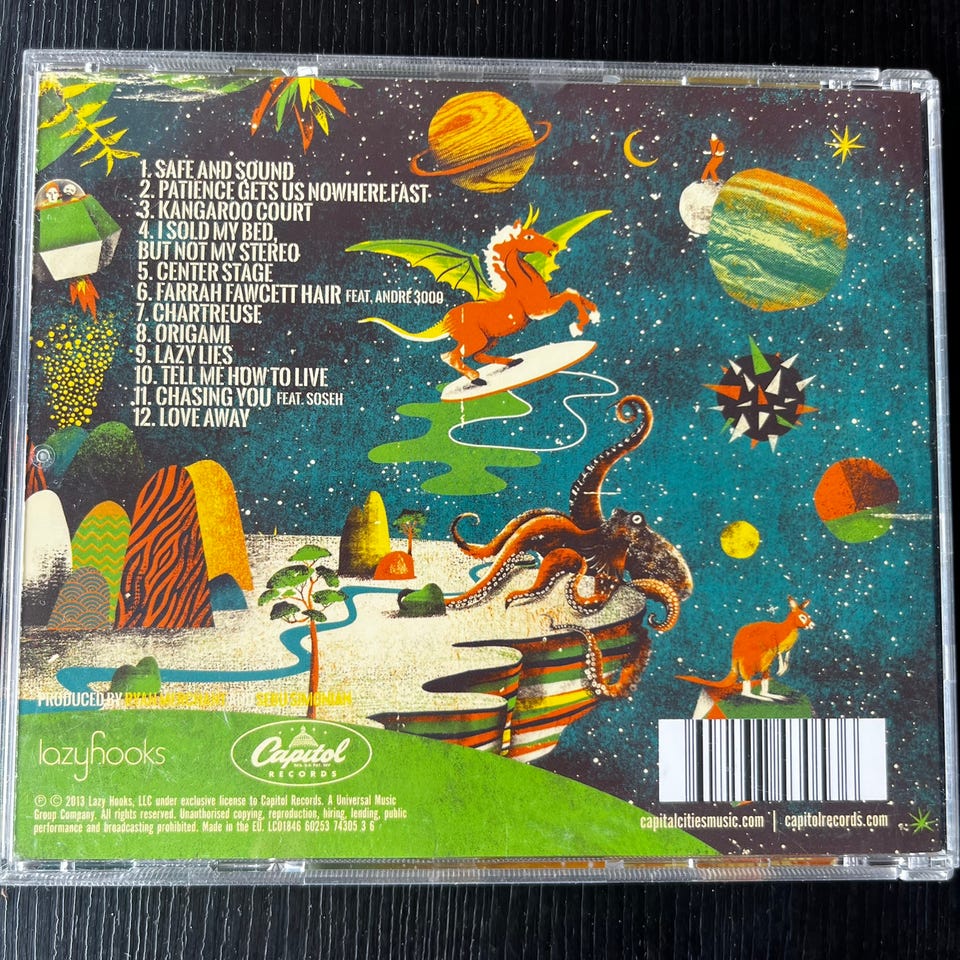 1. SAFE AND SOUND
2. PATIENCE GETS US NOWHERE FAST
3. KANGAROO COURT
4. I SOLD MY BED,
BUT NOT MY STEREO
5. CENTER STAGE
6. FARRAH FAWCETT HAIR FEAT. ANDRÉ 3000
7. CHARTREUSE
8. ORIGAMI
9. LAZY LIES
10. TELL ME HOW TO LIVE
11. CHASING YOU FEAT. SOSEH
12. LOVE AWAY
PRODUCED BY RYAN MERCHANT AND SEBU SIMONIAN
lazyhooks
Capitol
RECORDS
Ⓟ © 2013 Lazy Hooks, LLC under exclusive license to Capitol Records. A Universal Music
Group Company. All rights reserved. Unauthorised copying, reproduction, hiring, lending, public
performance and broadcasting prohibited. Made in the EU. LC01846 60253 74305 3 6
capitalcitiesmusic.com | capitolrecords.com